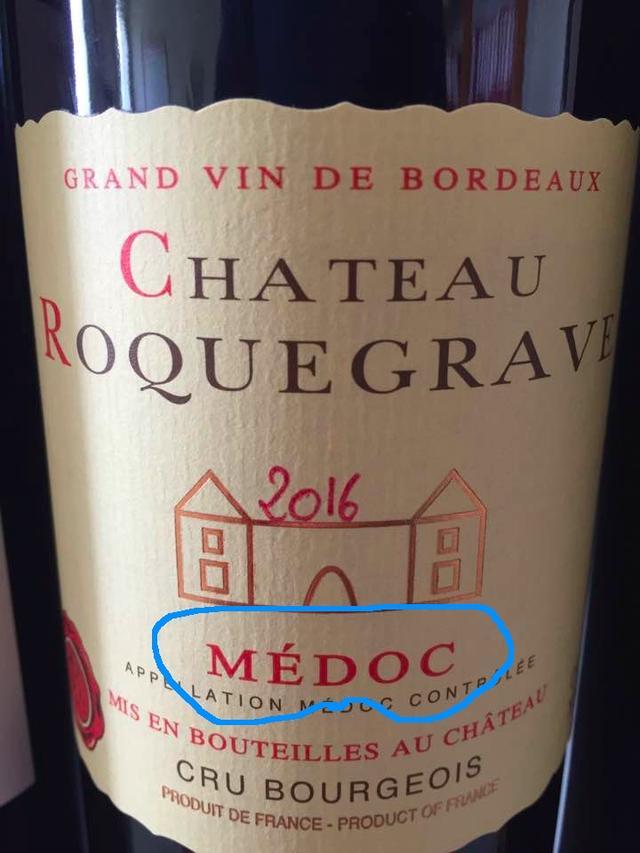 GRAND VIN DE BORDEAUX
CHATEAU
ROQUEGRAVE
2016
MÉDOC
APPELLATION MÉDOC CONTRÔLÉE
MIS EN BOUTEILLES AU CHÂTEAU
CRU BOURGEOIS
PRODUIT DE FRANCE - PRODUCT OF FRANCE